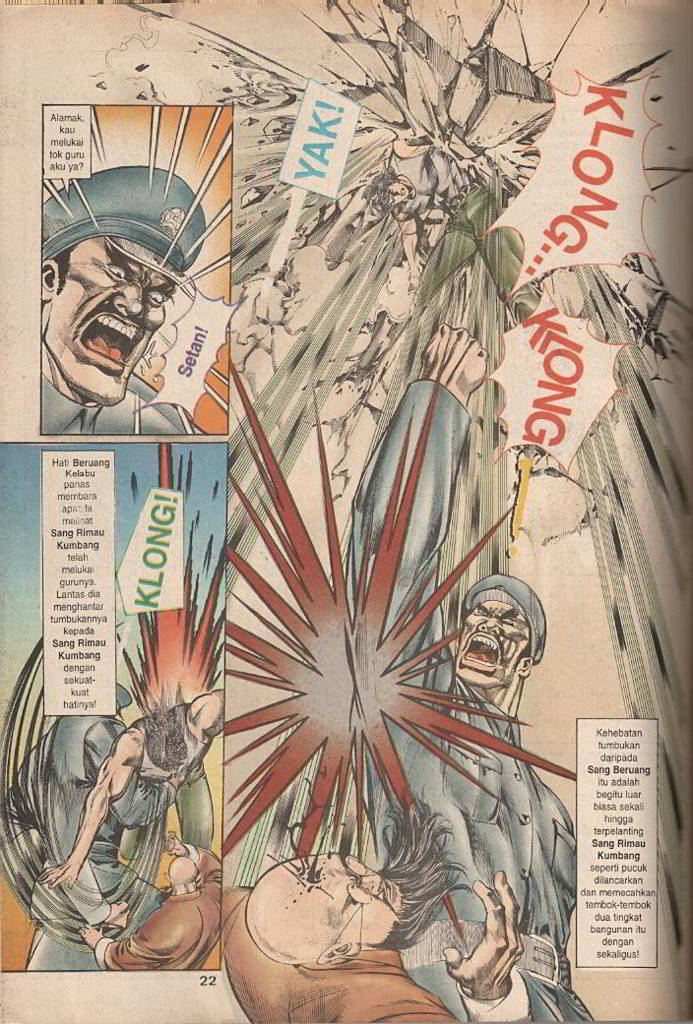 Alamak,
kau
melukai
tok guru
aku ya?
Setan!
YAK!
KLONG...
KLONG
!
Hati Beruang
Kelabu
panas
membara
melihat
Sang Rimau
Kumbang
telah
melukai
gurunya.
Lantas dia
menghantar
tumbukannya
kepada
Sang Rimau
Kumbang
dengan
sekuat-
kuat
hatinya!
KLONG!
Kehebatan
tumbukan
daripada
Sang Beruang
itu adalah
begitu luar
biasa sekali
hingga
terpelanting
Sang Rimau
Kumbang
seperti pucuk
dilancarkan
dan memecahkan
tembok-tembok
dua tingkat
bangunan itu
dengan
sekaligus!
22